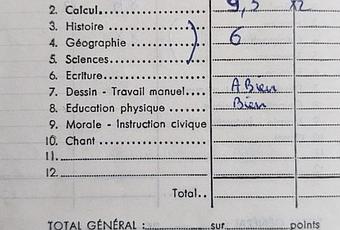 2. Calcul........ 9,5 x2
3. Histoire ............
4. Géographie ............ 6
5. Sciences............
6. Ecriture............
7. Dessin - Travail manuel.... A Bien
8. Education physique ....... Bien
9. Morale - Instruction civique
10. Chant ............
11. ............
12. ............
Total..
TOTAL GÉNÉRAL :............sur............points